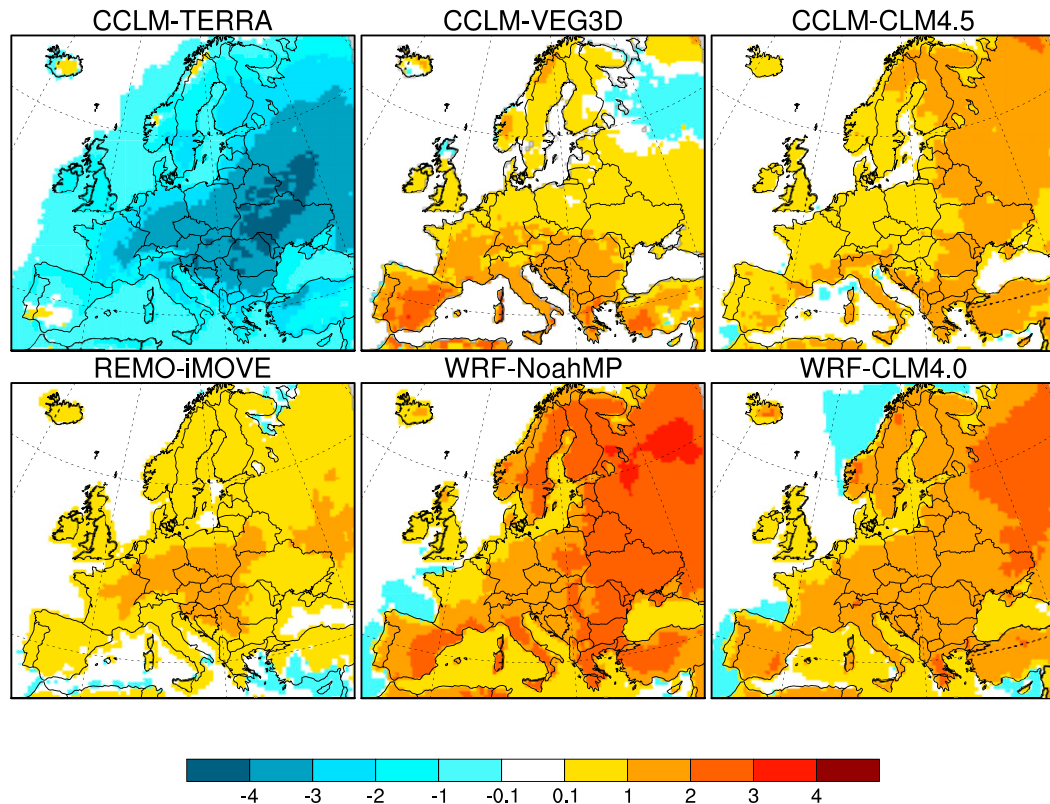 CCLM-TERRA CCLM-VEG3D CCLM-CLM4.5
REMO-iMOVE WRF-NoahMP WRF-CLM4.0
-4 -3 -2 -1 -0.1 0.1 1 2 3 4